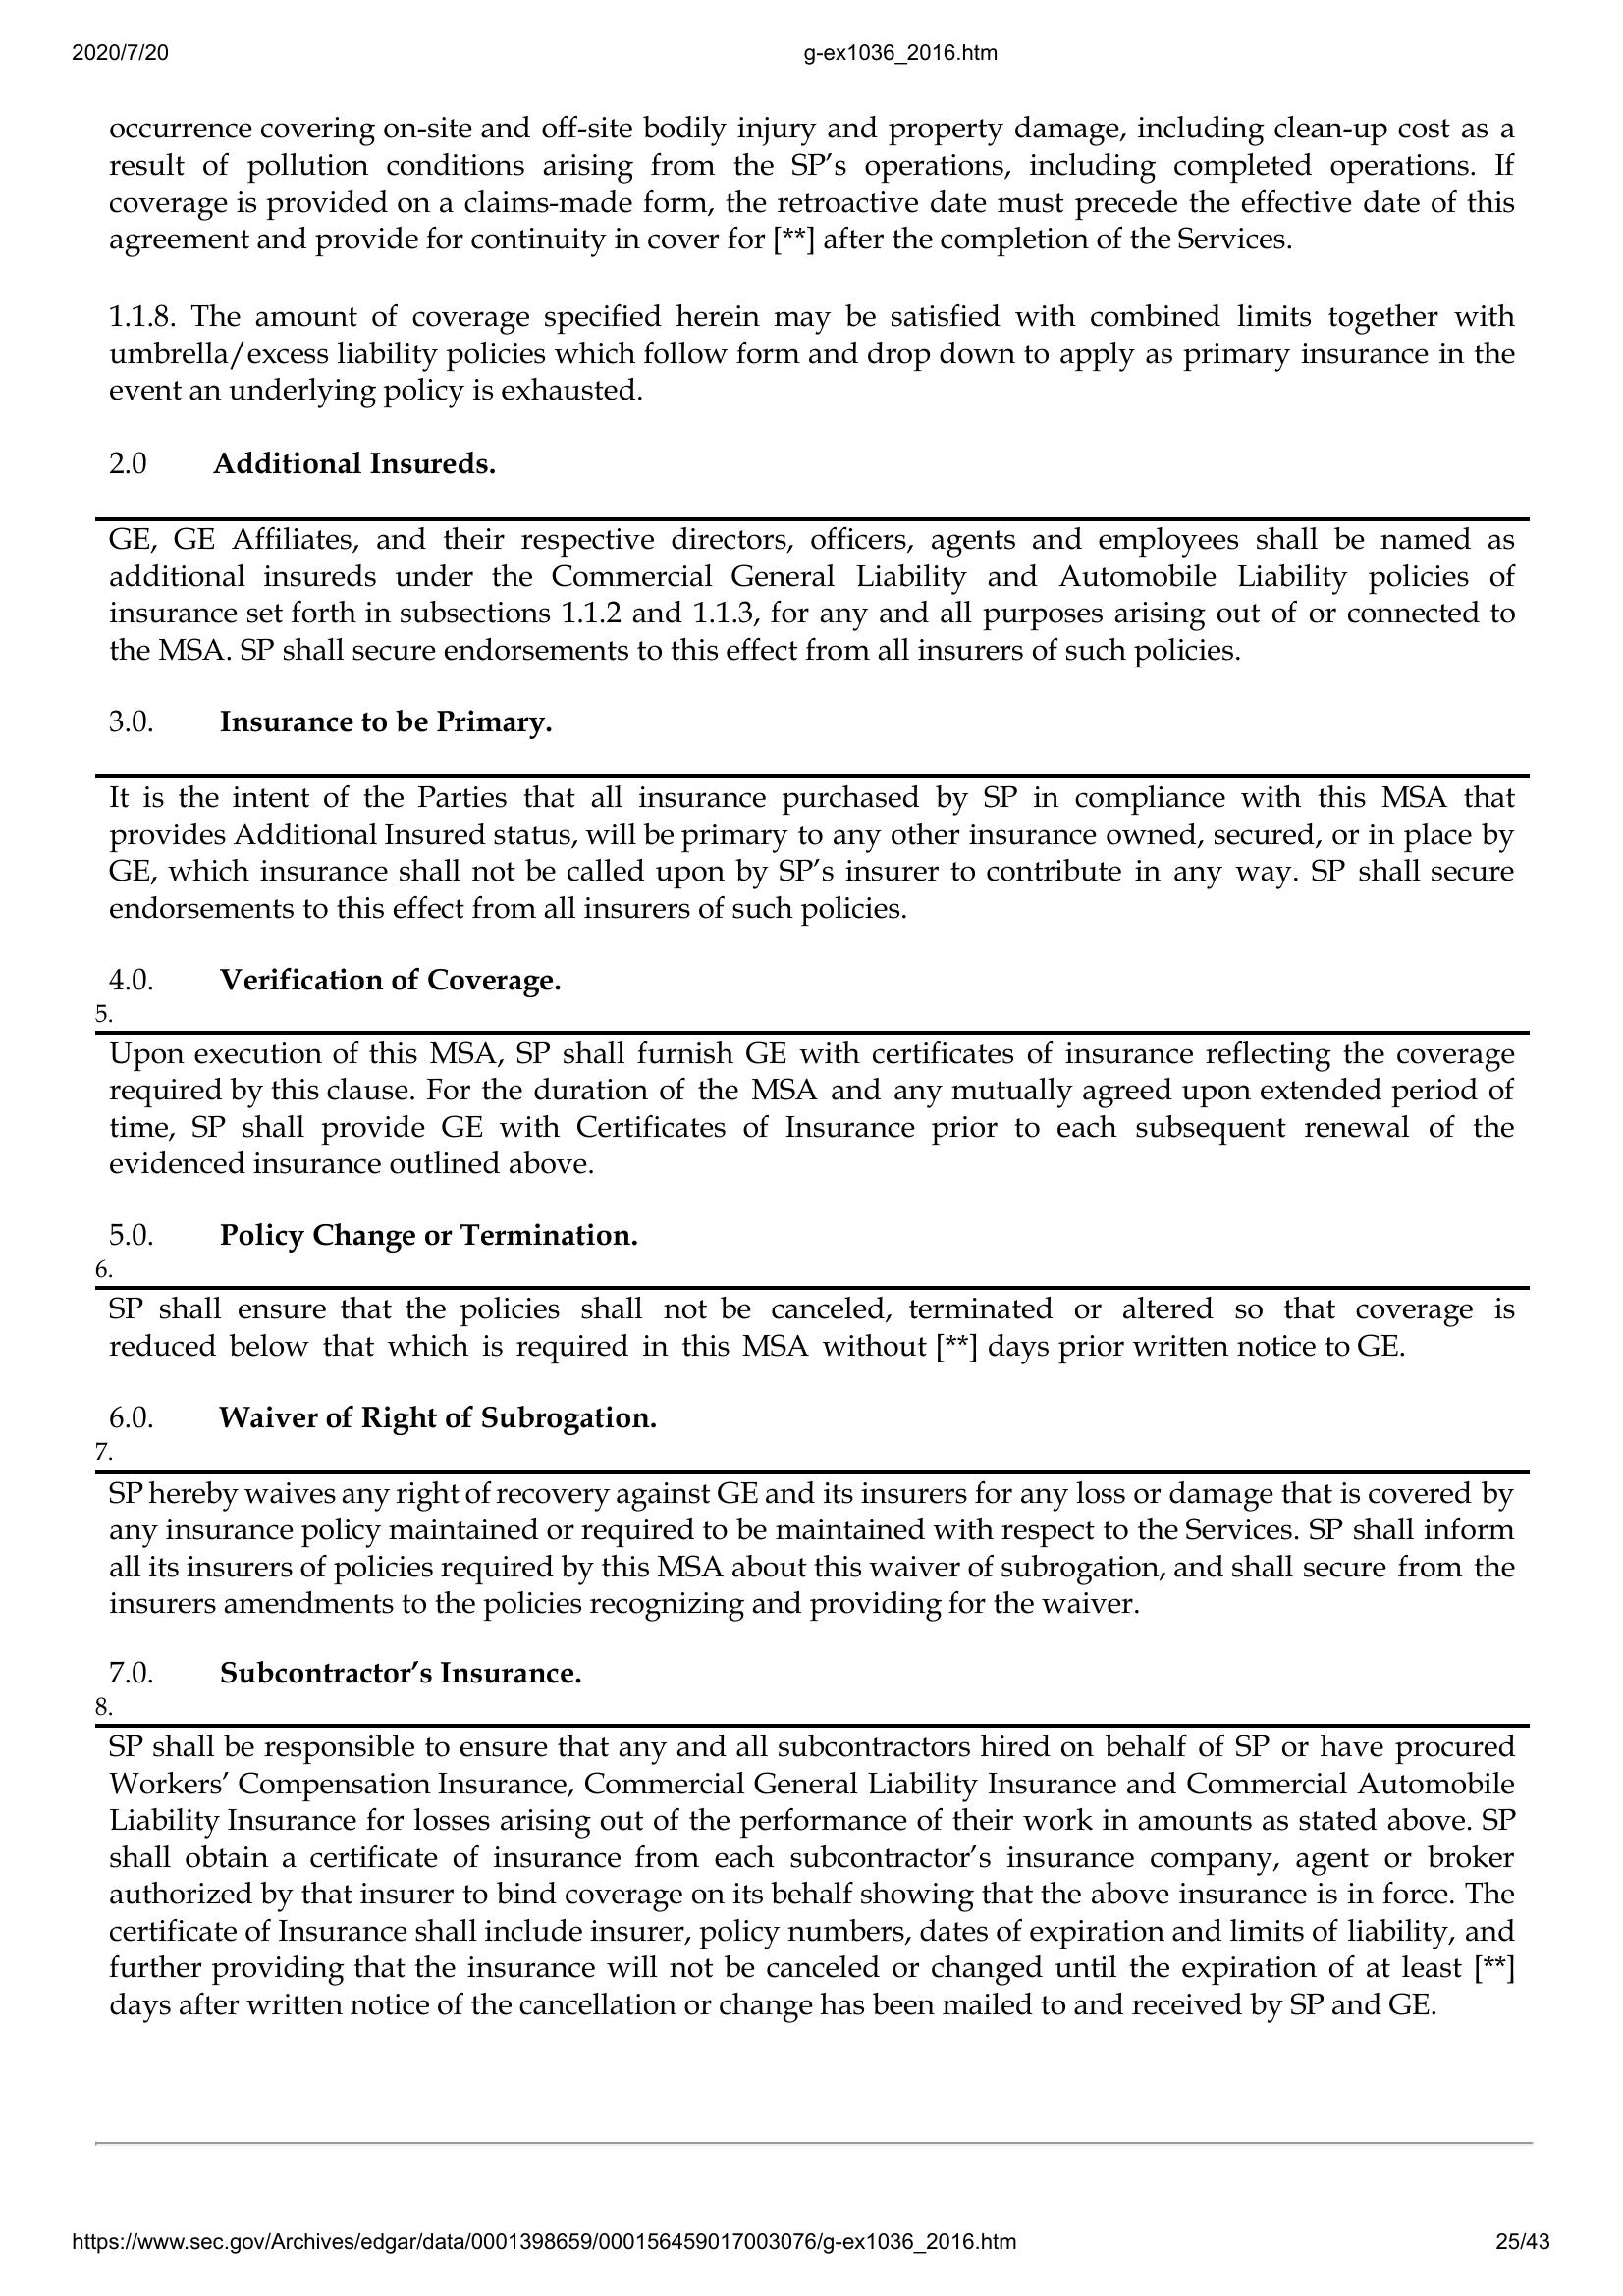 2020/7/20 g-ex1036_2016.htm
occurrence covering on-site and off-site bodily injury and property damage, including clean-up cost as a
result of pollution conditions arising from the SP’s operations, including completed operations. If
coverage is provided on a claims-made form, the retroactive date must precede the effective date of this
agreement and provide for continuity in cover for [**] after the completion of the Services.
1.1.8. The amount of coverage specified herein may be satisfied with combined limits together with
umbrella/excess liability policies which follow form and drop down to apply as primary insurance in the
event an underlying policy is exhausted.
2.0 Additional Insureds.
GE, GE Affiliates, and their respective directors, officers, agents and employees shall be named as
additional insureds under the Commercial General Liability and Automobile Liability policies of
insurance set forth in subsections 1.1.2 and 1.1.3, for any and all purposes arising out of or connected to
the MSA. SP shall secure endorsements to this effect from all insurers of such policies.
3.0. Insurance to be Primary.
It is the intent of the Parties that all insurance purchased by SP in compliance with this MSA that
provides Additional Insured status, will be primary to any other insurance owned, secured, or in place by
GE, which insurance shall not be called upon by SP’s insurer to contribute in any way. SP shall secure
endorsements to this effect from all insurers of such policies.
4.0. Verification of Coverage.
5.
Upon execution of this MSA, SP shall furnish GE with certificates of insurance reflecting the coverage
required by this clause. For the duration of the MSA and any mutually agreed upon extended period of
time, SP shall provide GE with Certificates of Insurance prior to each subsequent renewal of the
evidenced insurance outlined above.
5.0. Policy Change or Termination.
6.
SP shall ensure that the policies shall not be canceled, terminated or altered so that coverage is
reduced below that which is required in this MSA without [**] days prior written notice to GE.
6.0. Waiver of Right of Subrogation.
7.
SP hereby waives any right of recovery against GE and its insurers for any loss or damage that is covered by
any insurance policy maintained or required to be maintained with respect to the Services. SP shall inform
all its insurers of policies required by this MSA about this waiver of subrogation, and shall secure from the
insurers amendments to the policies recognizing and providing for the waiver.
7.0. Subcontractor’s Insurance.
8.
SP shall be responsible to ensure that any and all subcontractors hired on behalf of SP or have procured
Workers’ Compensation Insurance, Commercial General Liability Insurance and Commercial Automobile
Liability Insurance for losses arising out of the performance of their work in amounts as stated above. SP
shall obtain a certificate of insurance from each subcontractor’s insurance company, agent or broker
authorized by that insurer to bind coverage on its behalf showing that the above insurance is in force. The
certificate of Insurance shall include insurer, policy numbers, dates of expiration and limits of liability, and
further providing that the insurance will not be canceled or changed until the expiration of at least [**]
days after written notice of the cancellation or change has been mailed to and received by SP and GE.
https://www.sec.gov/Archives/edgar/data/0001398659/000156459017003076/g-ex1036_2016.htm 25/43